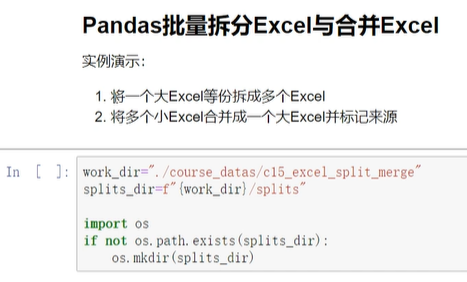 Pandas批量拆分Excel与合并Excel
实例演示：
1. 将一个大Excel等份拆成多个Excel
2. 将多个小Excel合并成一个大Excel并标记来源
In [ ]: work_dir="./course_datas/c15_excel_split_merge"
splits_dir=f"{work_dir}/splits"
import os
if not os.path.exists(splits_dir):
    os.mkdir(splits_dir)